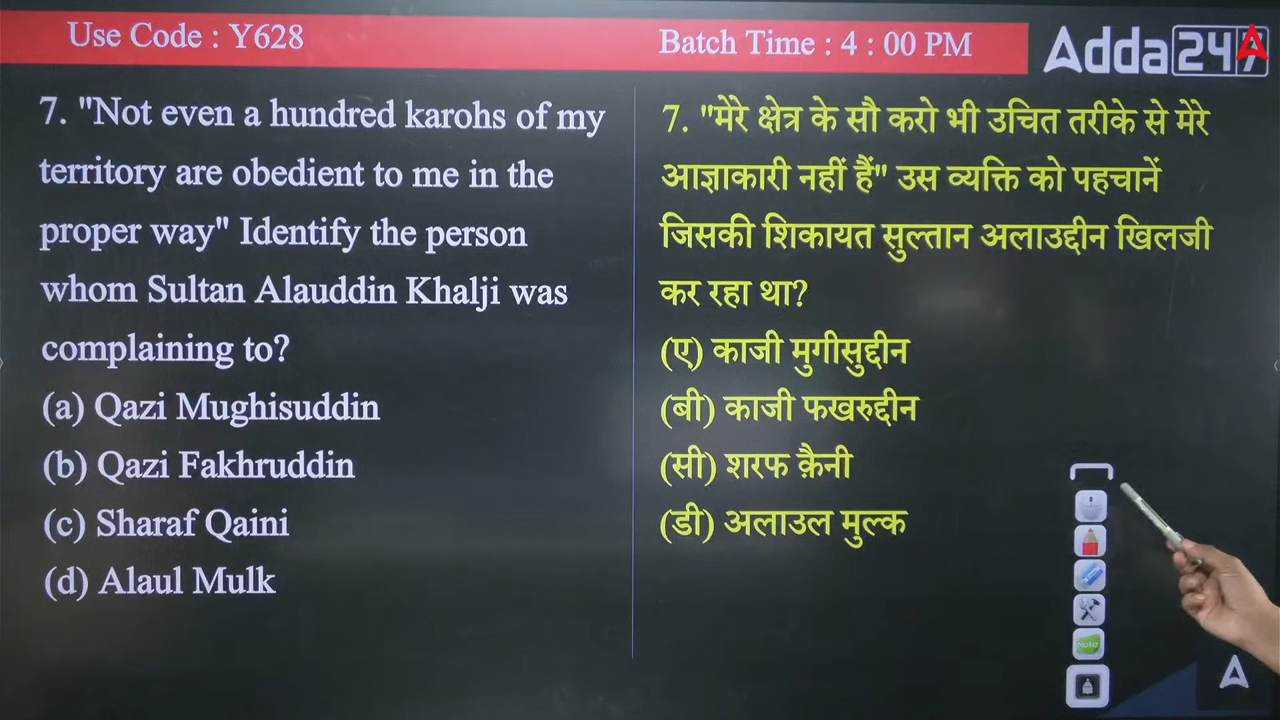 Use Code : Y628
Batch Time : 4 : 00 PM
Adda 247
7. "Not even a hundred karohs of my
territory are obedient to me in the
proper way" Identify the person
whom Sultan Alauddin Khalji was
complaining to?
(a) Qazi Mughisuddin
(b) Qazi Fakhruddin
(c) Sharaf Qaini
(d) Alaul Mulk
7. "मेरे क्षेत्र के सौ करो भी उचित तरीके से मेरे
आज्ञाकारी नहीं हैं" उस व्यक्ति को पहचानें
जिसकी शिकायत सुल्तान अलाउद्दीन खिलजी
कर रहा था?
(ए) काजी मुगीसुद्दीन
(बी) काजी फखरुद्दीन
(सी) शरफ क़ैनी
(डी) अलाउल मुल्क
Note